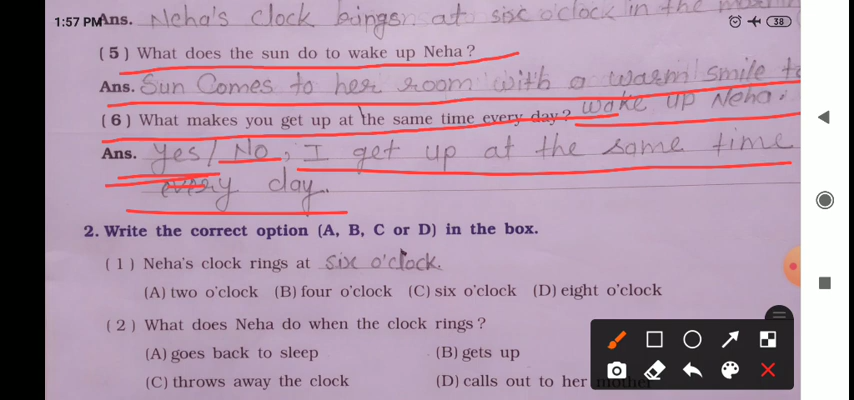 1:57 PM Ans. Neha's clock rings at six o'clock in the
38
(5) What does the sun do to wake up Neha?
Ans. Sun Comes to her room with a warm smile to
wake up Neha.
(6) What makes you get up at the same time every day?
Ans. Yes/ No, I get up at the same time
every day.
2. Write the correct option (A, B, C or D) in the box.
(1) Neha's clock rings at six o'clock.
(A) two o'clock (B) four o'clock (C) six o'clock (D) eight o'clock
(2) What does Neha do when the clock rings?
(A) goes back to sleep (B) gets up
(C) throws away the clock (D) calls out to her mother